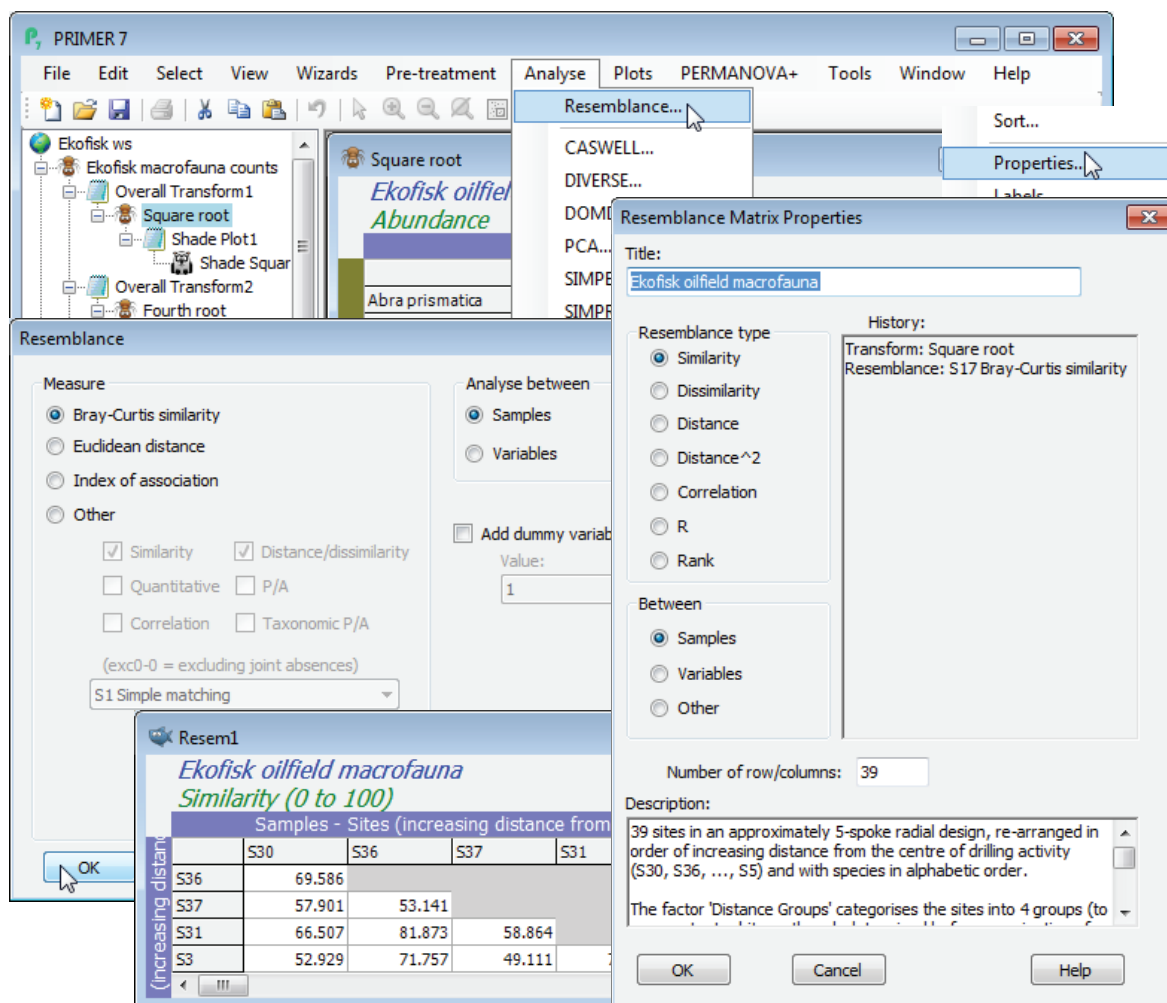 PRIMER 7
File Edit Select View Wizards Pre-treatment Analyse Plots PERMANOVA+ Tools Window Help
Resemblance...
CASWELL...
DIVERSE...
PCA...
Sort...
Properties...
Labels
Ekofisk ws
Ekofisk macrofauna counts
Overall Transform1
Square root
Shade Plot1
Shade Squar
Overall Transform2
Fourth root
Square root
Ekofisk oilfiel
Abundance
Abra prismatica
Resemblance
Measure
Bray-Curtis similarity
Euclidean distance
Index of association
Other
Similarity Distance/dissimilarity
Quantitative P/A
Correlation Taxonomic P/A
(exc0-0 = excluding joint absences)
S1 Simple matching
Analyse between
Samples
Variables
Add dummy variab
Value:
1
OK
Resem1
Ekofisk oilfield macrofauna
Similarity (0 to 100)
Samples - Sites (increasing distance from
(increasing distanc
S30 S36 S37 S31
S36 69.586
S37 57.901 53.141
S31 66.507 81.873 58.864
S3 52.929 71.757 49.111
Resemblance Matrix Properties
Title:
Ekofisk oilfield macrofauna
Resemblance type
Similarity
Dissimilarity
Distance
Distance^2
Correlation
R
Rank
Between
Samples
Variables
Other
History:
Transform: Square root
Resemblance: S17 Bray-Curtis similarity
Number of row/columns: 39
Description:
39 sites in an approximately 5-spoke radial design, re-arranged in
order of increasing distance from the centre of drilling activity
(S30, S36, ..., S5) and with species in alphabetic order.
The factor 'Distance Groups' categorises the sites into 4 groups (to
OK Cancel Help